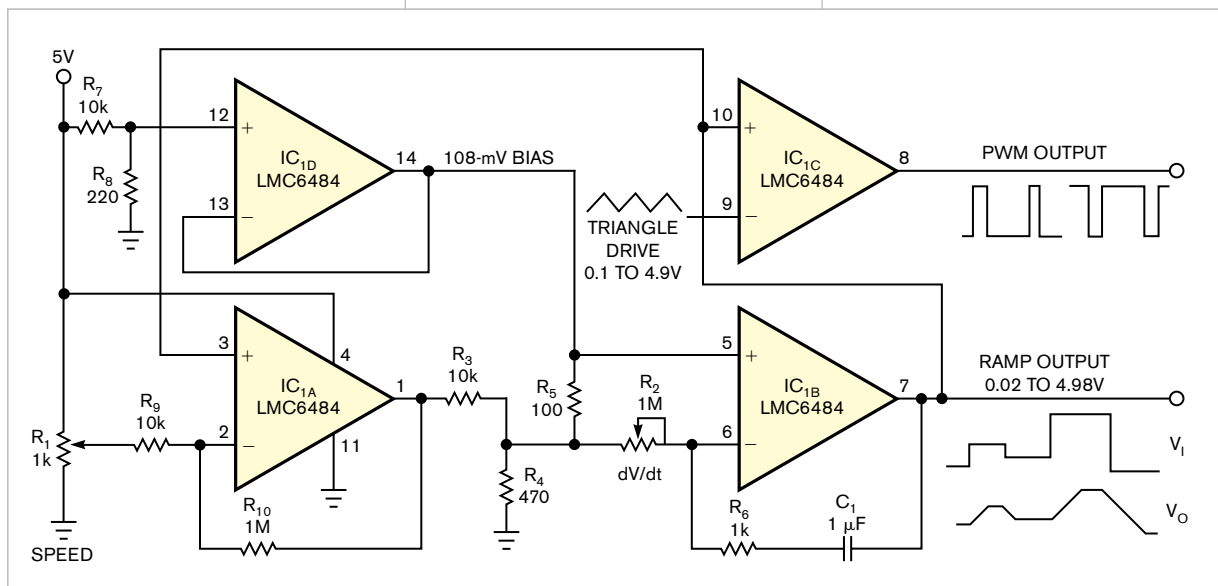 5V
R7
10k
12
+
IC1D
LMC6484
14
108-mV BIAS
R8
220
13
−
10
+
IC1C
LMC6484
8
PWM OUTPUT
9
−
TRIANGLE
DRIVE
0.1 TO 4.9V
3
+
4
IC1A
LMC6484
1
R3
10k
R9
10k
2
−
11
R1
1k
R10
1M
SPEED
R5
100
R2
1M
dV/dt
R4
470
5
+
IC1B
LMC6484
7
6
−
R6
1k
C1
1 μF
RAMP OUTPUT
0.02 TO 4.98V
VI
VO